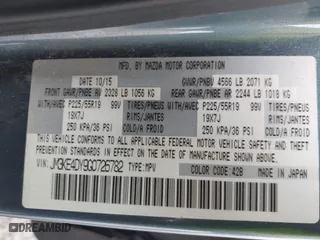 MFD. BY MAZDA MOTOR CORPORATION
DATE 10/15 GVWR/PNBV 4566 LB 2071 KG
FRONT GAWR/PNBE AV 2328 LB 1056 KG REAR GAWR/PNBE AR 2244 LB 1018 KG
WITH/AVEC P225/55R19 99V TIRES/PNEUS WITH/AVEC P225/55R19 99V TIRES/PNEUS
19X7J RIMS/JANTES 19X7J RIMS/JANTES
250 KPA/36 PSI COLD/FROID 250 KPA/36 PSI COLD/FROID
THIS VEHICLE CONFORMS TO ALL APPLICABLE FEDERAL MOTOR VEHICLE
SAFETY AND THEFT PREVENTION STANDARDS IN EFFECT ON THE DATE OF
MANUFACTURE SHOWN ABOVE.
JM3KE4DY9G0726782 TYPE:MPV
COLOR CODE 42B MADE IN JAPAN